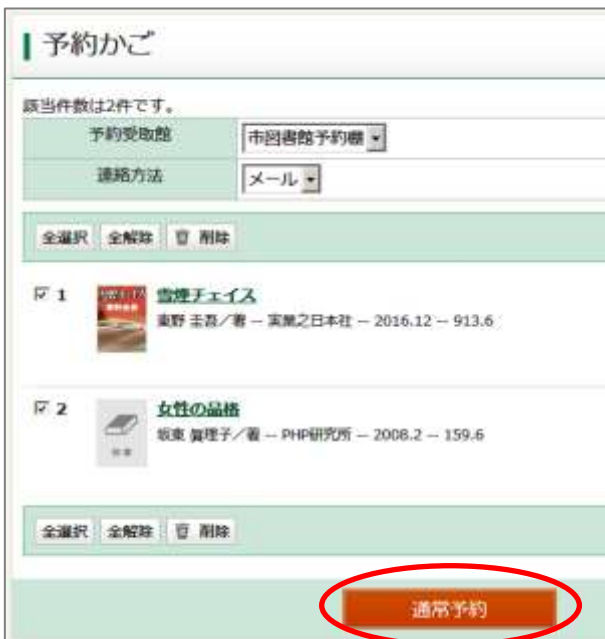 予約かご
該当件数は2件です。
予約受取館 市図書館予約棚
連絡方法 メール
全選択 全解除 削除
1 雪煙チェイス
東野 圭吾／著 -- 実業之日本社 -- 2016.12 -- 913.6
2 女性の品格
坂東 眞理子／著 -- PHP研究所 -- 2008.2 -- 159.6
全選択 全解除 削除
通常予約